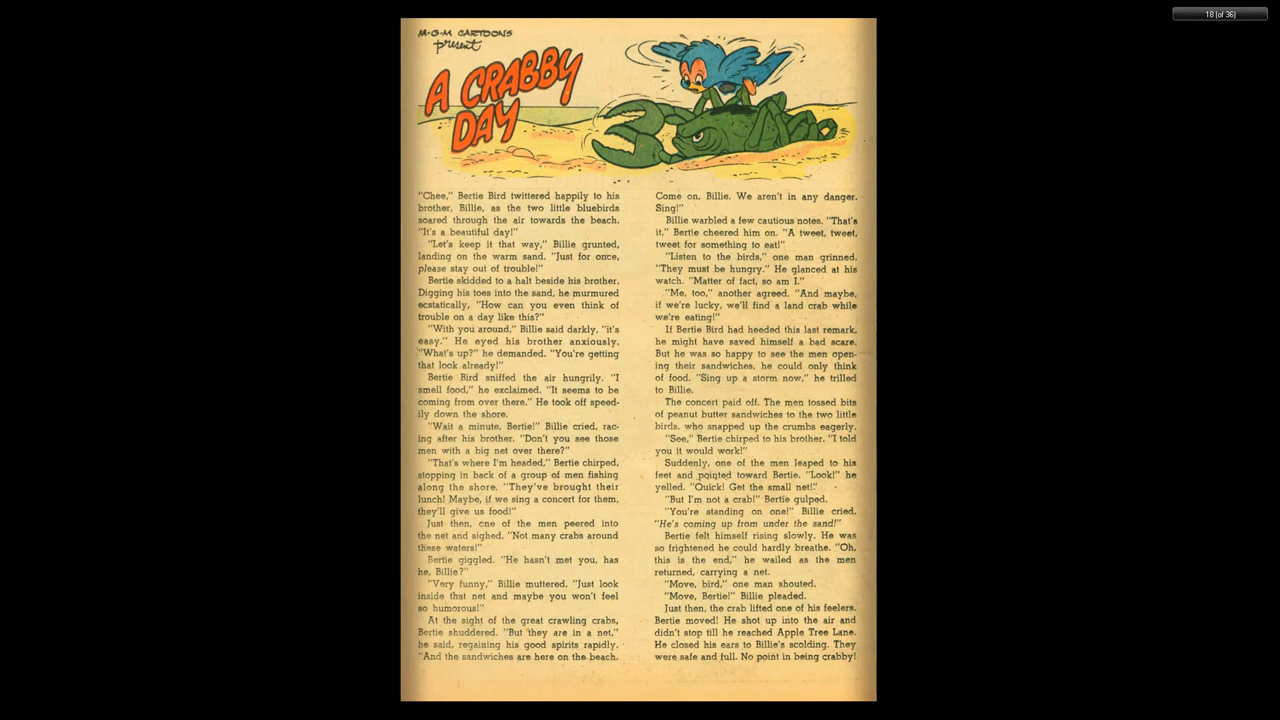 18 (of 36)
M-G-M CARTOONS
present
A CRABBY
DAY
"Chee," Bertie Bird twittered happily to his
brother, Billie, as the two little bluebirds
soared through the air towards the beach.
"It's a beautiful day!"
"Let's keep it that way," Billie grunted,
landing on the warm sand. "Just for once,
please stay out of trouble!"
Bertie skidded to a halt beside his brother.
Digging his toes into the sand, he murmured
ecstatically, "How can you even think of
trouble on a day like this?"
"With you around," Billie said darkly, "it's
easy." He eyed his brother anxiously.
"What's up?" he demanded. "You're getting
that look already!"
Bertie Bird sniffed the air hungrily. "I
smell food," he exclaimed. "It seems to be
coming from over there." He took off speed-
ily down the shore.
"Wait a minute, Bertie!" Billie cried, rac-
ing after his brother. "Don't you see those
men with a big net over there?"
"That's where I'm headed," Bertie chirped,
stopping in back of a group of men fishing
along the shore. "They've brought their
lunch! Maybe, if we sing a concert for them,
they'll give us food!"
Just then, one of the men peered into
the net and sighed. "Not many crabs around
these waters!"
Bertie giggled. "He hasn't met you, has
he, Billie?"
"Very funny," Billie muttered. "Just look
inside that net and maybe you won't feel
so humorous!"
At the sight of the great crawling crabs,
Bertie shuddered. "But they are in a net,"
he said, regaining his good spirits rapidly.
"And the sandwiches are here on the beach.
Come on, Billie. We aren't in any danger.
Sing!"
Billie warbled a few cautious notes. "That's
it," Bertie cheered him on. "A tweet, tweet,
tweet for something to eat!"
"Listen to the birds," one man grinned.
"They must be hungry." He glanced at his
watch. "Matter of fact, so am I."
"Me, too," another agreed. "And maybe,
if we're lucky, we'll find a land crab while
we're eating!"
If Bertie Bird had heeded this last remark,
he might have saved himself a bad scare.
But he was so happy to see the men open-
ing their sandwiches, he could only think
of food. "Sing up a storm now," he trilled
to Billie.
The concert paid off. The men tossed bits
of peanut butter sandwiches to the two little
birds, who snapped up the crumbs eagerly.
"See," Bertie chirped to his brother. "I told
you it would work!"
Suddenly, one of the men leaped to his
feet and pointed toward Bertie. "Look!" he
yelled. "Quick! Get the small net!"
"But I'm not a crab!" Bertie gulped.
"You're standing on one!" Billie cried.
"He's coming up from under the sand!"
Bertie felt himself rising slowly. He was
so frightened he could hardly breathe. "Oh,
this is the end," he wailed as the men
returned, carrying a net.
"Move, bird," one man shouted.
"Move, Bertie!" Billie pleaded.
Just then, the crab lifted one of his feelers.
Bertie moved! He shot up into the air and
didn't stop till he reached Apple Tree Lane.
He closed his ears to Billie's scolding. They
were safe and full. No point in being crabby!